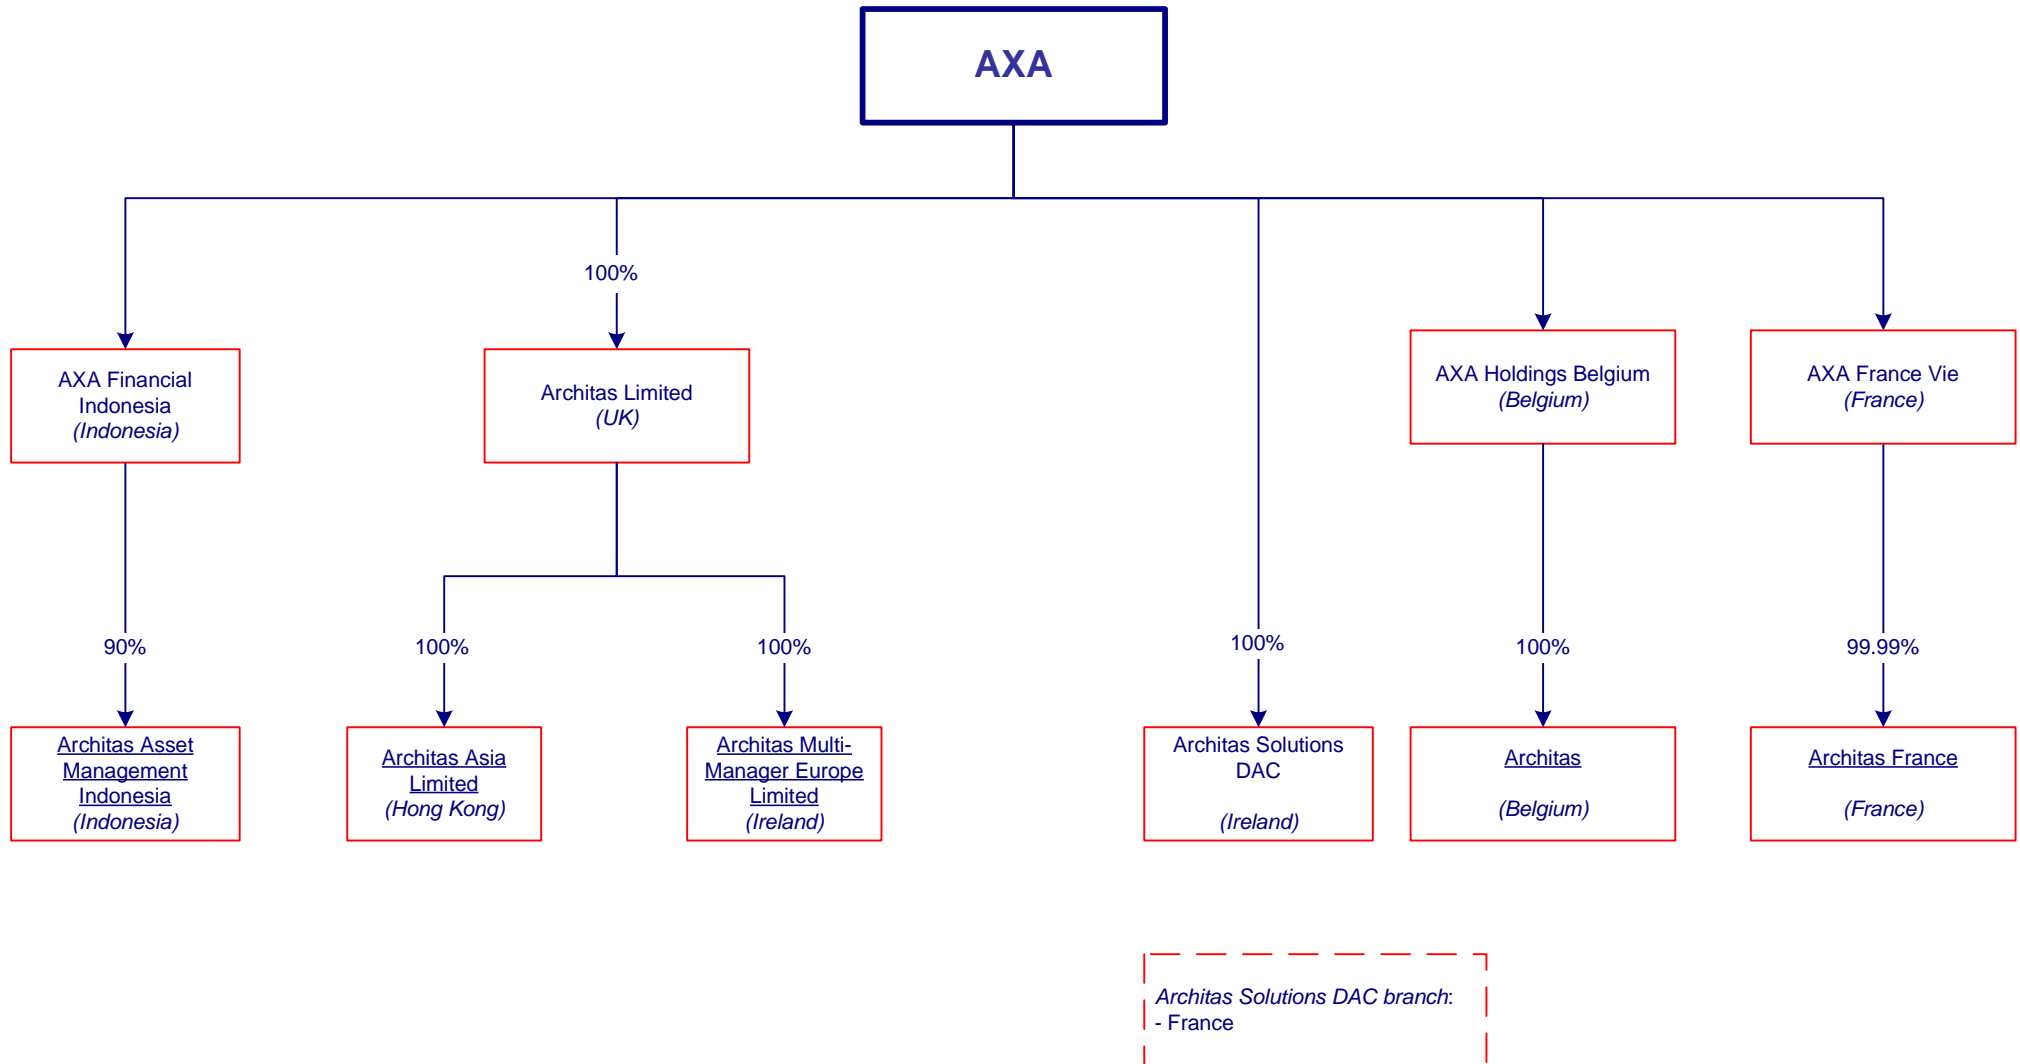 AXA
100%
AXA Financial
Indonesia
(Indonesia)
Architas Limited
(UK)
AXA Holdings Belgium
(Belgium)
AXA France Vie
(France)
90%
100%
100%
100%
100%
99.99%
Architas Asset
Management
Indonesia
(Indonesia)
Architas Asia
Limited
(Hong Kong)
Architas Multi-
Manager Europe
Limited
(Ireland)
Architas Solutions
DAC
(Ireland)
Architas
(Belgium)
Architas France
(France)
Architas Solutions DAC branch:
- France